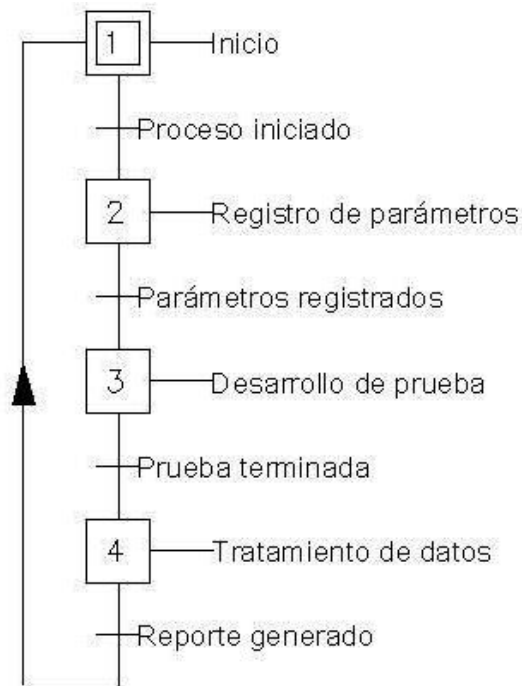 1 Inicio
Proceso iniciado
2 Registro de parámetros
Parámetros registrados
3 Desarrollo de prueba
Prueba terminada
4 Tratamiento de datos
Reporte generado